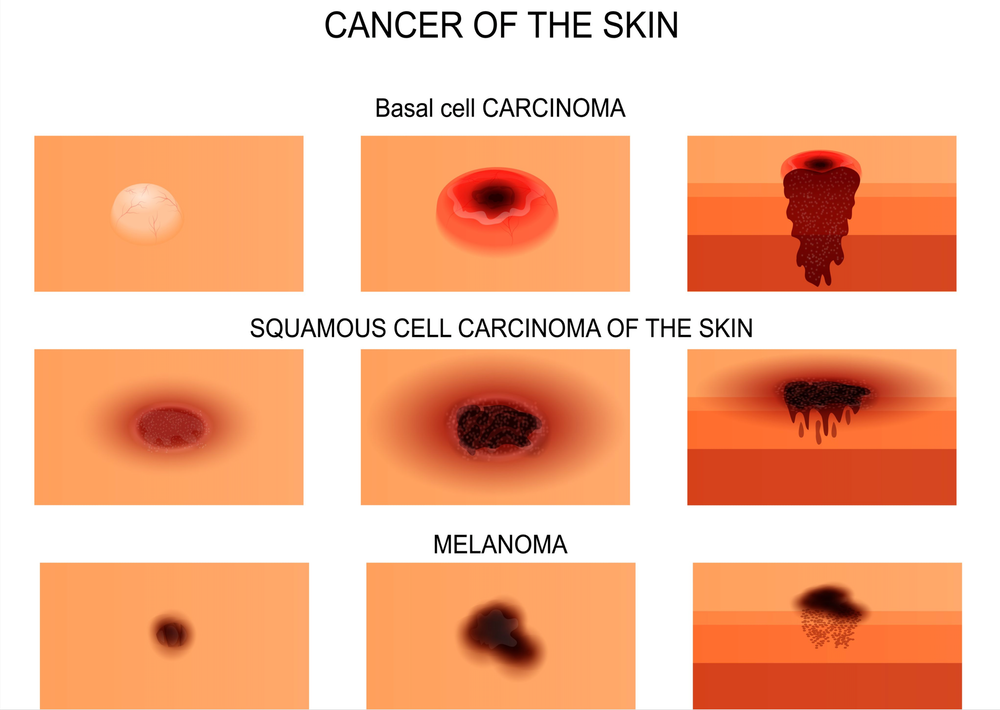 CANCER OF THE SKIN
Basal cell CARCINOMA
SQUAMOUS CELL CARCINOMA OF THE SKIN
MELANOMA